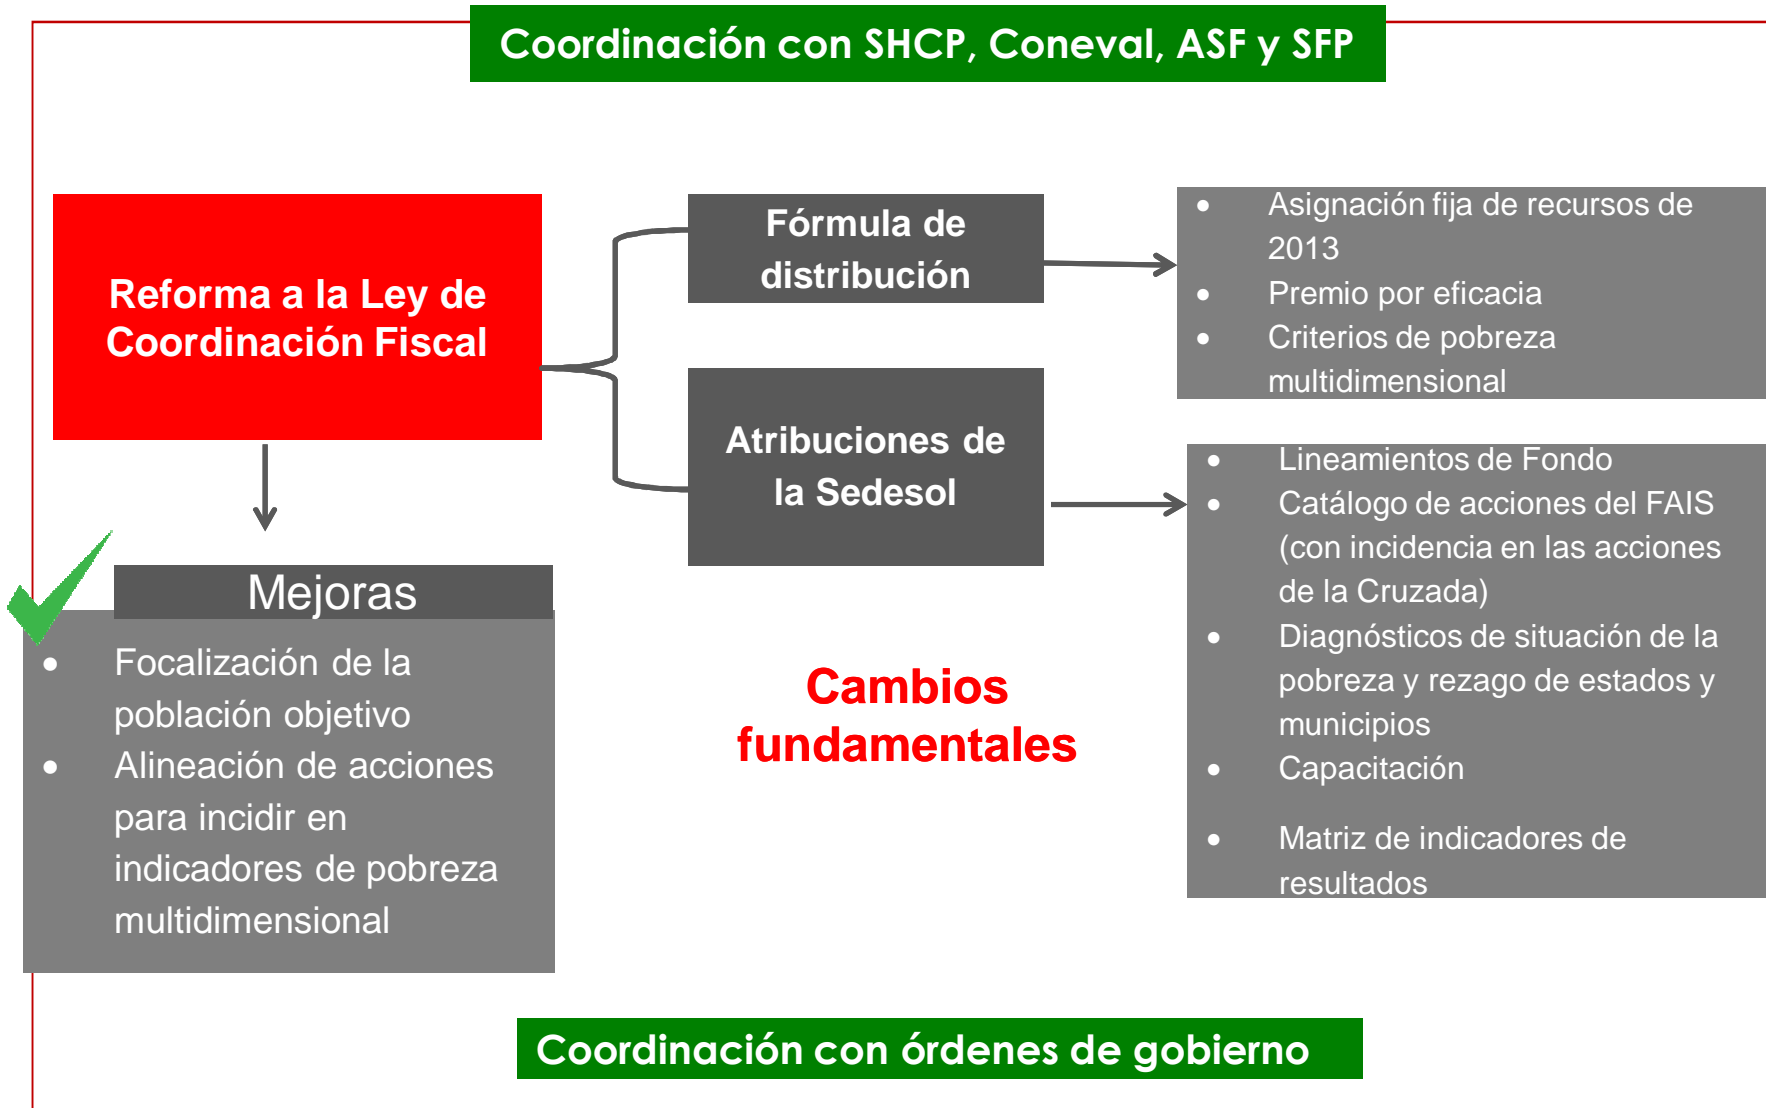 Coordinación con SHCP, Coneval, ASF y SFP
Reforma a la Ley de
Coordinación Fiscal
Fórmula de
distribución
• Asignación fija de recursos de
2013
• Premio por eficacia
• Criterios de pobreza
multidimensional
Atribuciones de
la Sedesol
• Lineamientos de Fondo
• Catálogo de acciones del FAIS
(con incidencia en las acciones
de la Cruzada)
• Diagnósticos de situación de la
pobreza y rezago de estados y
municipios
• Capacitación
• Matriz de indicadores de
resultados
Mejoras
• Focalización de la
población objetivo
• Alineación de acciones
para incidir en
indicadores de pobreza
multidimensional
Cambios
fundamentales
Coordinación con órdenes de gobierno